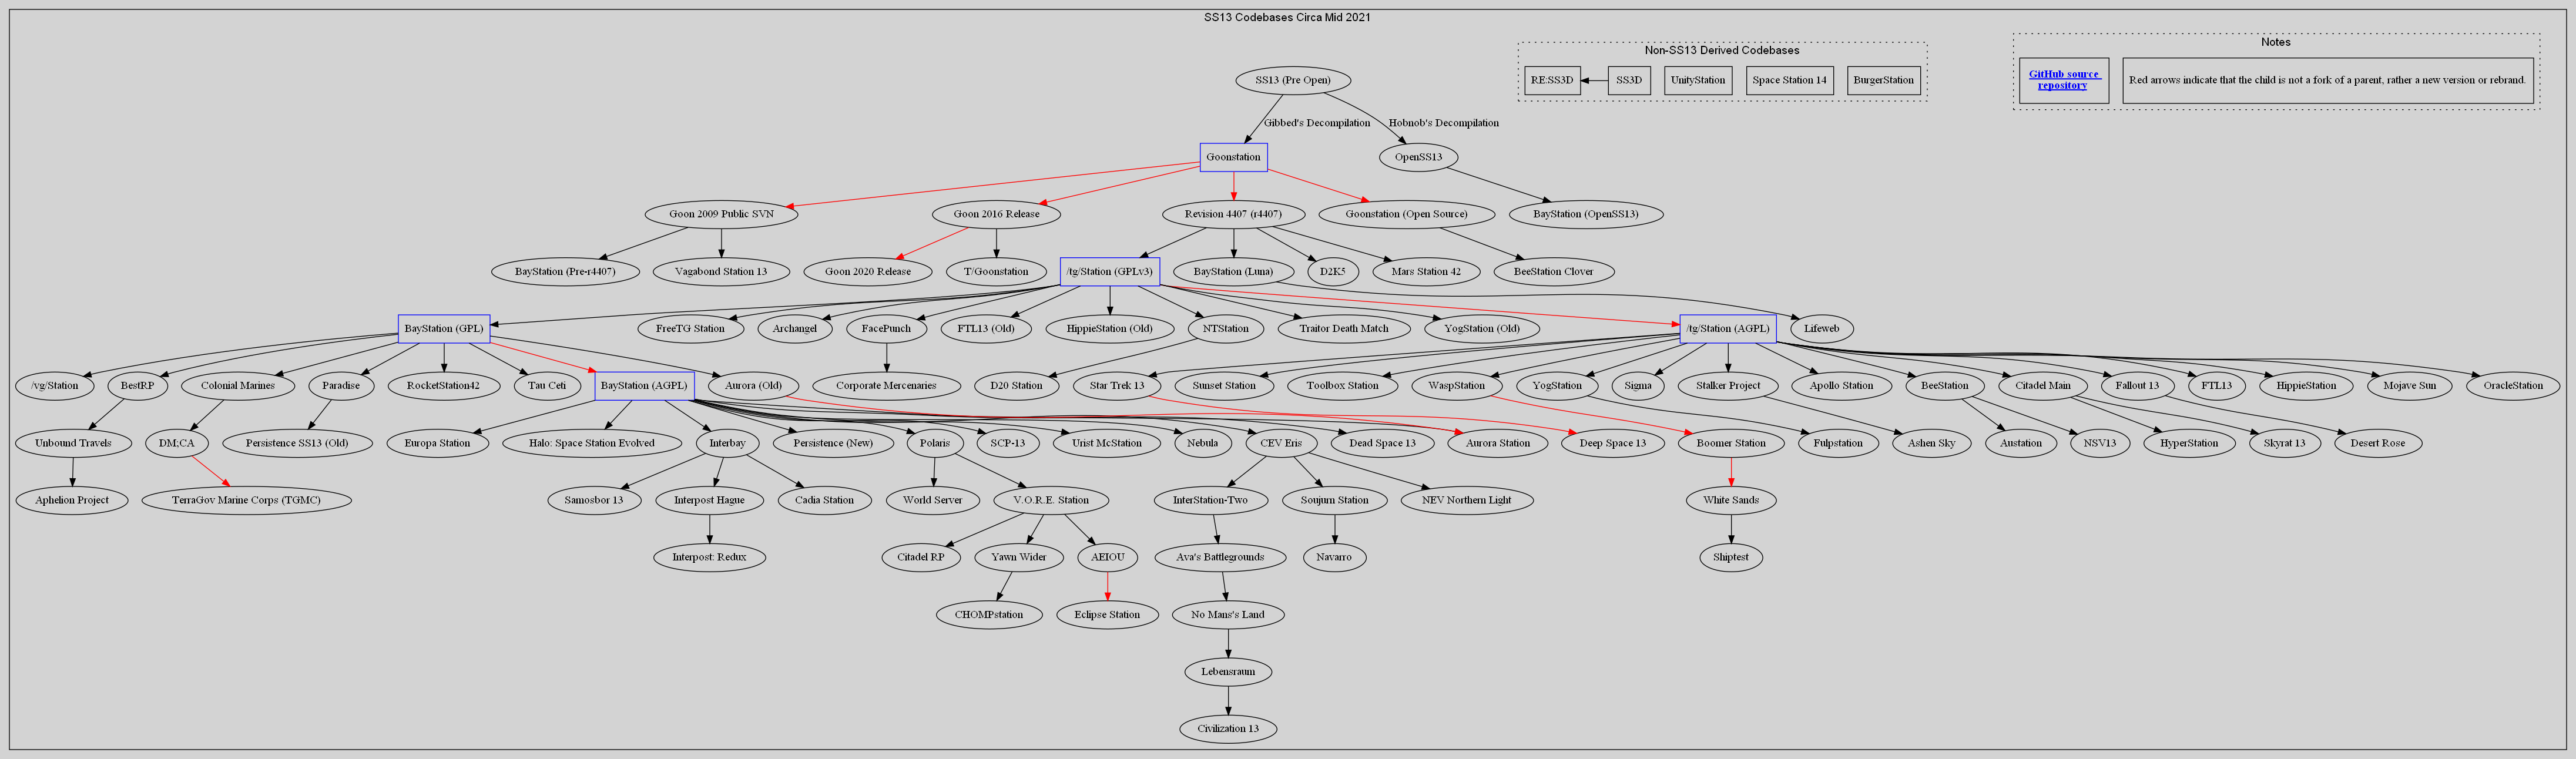 SS13 Codebases Circa Mid 2021
Non-SS13 Derived Codebases
Notes
SS13 (Pre Open)
RE:SS3D
SS3D
UnityStation
Space Station 14
BurgerStation
GitHub source
repository
Red arrows indicate that the child is not a fork of a parent, rather a new version or rebrand.
Gibbed's Decompilation
Hobnob's Decompilation
Goonstation
OpenSS13
Goon 2009 Public SVN
Goon 2016 Release
Revision 4407 (r4407)
Goonstation (Open Source)
BayStation (OpenSS13)
BayStation (Pre-r4407)
Vagabond Station 13
Goon 2020 Release
T/Goonstation
/tg/Station (GPLv3)
BayStation (Luna)
D2K5
Mars Station 42
BeeStation Clover
BayStation (GPL)
FreeTG Station
Archangel
FacePunch
FTL13 (Old)
HippieStation (Old)
NTStation
Traitor Death Match
YogStation (Old)
/tg/Station (AGPL)
Lifeweb
/vg/Station
BestRP
Colonial Marines
Paradise
RocketStation42
Tau Ceti
BayStation (AGPL)
Aurora (Old)
Corporate Mercenaries
D20 Station
Star Trek 13
Sunset Station
Toolbox Station
WaspStation
YogStation
Sigma
Stalker Project
Apollo Station
BeeStation
Citadel Main
Fallout 13
FTL13
HippieStation
Mojave Sun
OracleStation
Unbound Travels
DM;CA
Persistence SS13 (Old)
Europa Station
Halo: Space Station Evolved
Interbay
Persistence (New)
Polaris
SCP-13
Urist McStation
Nebula
CEV Eris
Dead Space 13
Aurora Station
Deep Space 13
Boomer Station
Fulpstation
Ashen Sky
Austation
NSV13
HyperStation
Skyrat 13
Desert Rose
Aphelion Project
TerraGov Marine Corps (TGMC)
Samosbor 13
Interpost Hague
Cadia Station
World Server
V.O.R.E. Station
InterStation-Two
Soujurn Station
NEV Northern Light
White Sands
Interpost: Redux
Citadel RP
Yawn Wider
AEIOU
Ava's Battlegrounds
Navarro
Shiptest
CHOMPstation
Eclipse Station
No Mans's Land
Lebensraum
Civilization 13